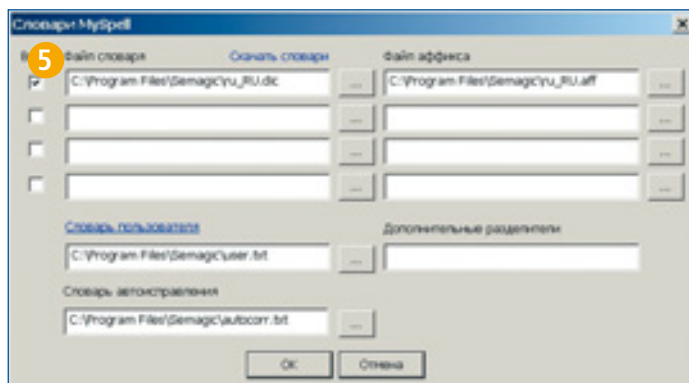 Словари MySpell
5
Файл словаря Скачать словари Файл аффикса
C:\Program Files\Semagic\ru_RU.dic ... C:\Program Files\Semagic\ru_RU.aff ...
... ...
... ...
... ...
Словарь пользователя Дополнительные разделители
C:\Program Files\Semagic\user.txt ...
Словарь автоисправления
C:\Program Files\Semagic\autocorr.txt ...
OK Отмена